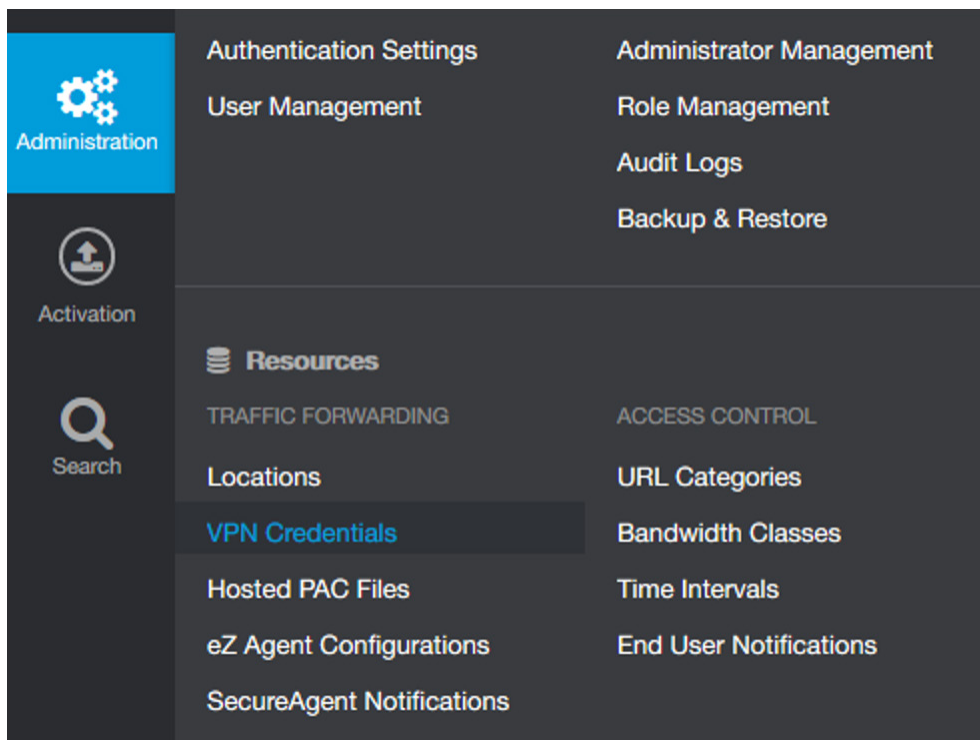 Administration
Activation
Search
Authentication Settings
User Management
Administrator Management
Role Management
Audit Logs
Backup & Restore
Resources
TRAFFIC FORWARDING
Locations
VPN Credentials
Hosted PAC Files
eZ Agent Configurations
SecureAgent Notifications
ACCESS CONTROL
URL Categories
Bandwidth Classes
Time Intervals
End User Notifications